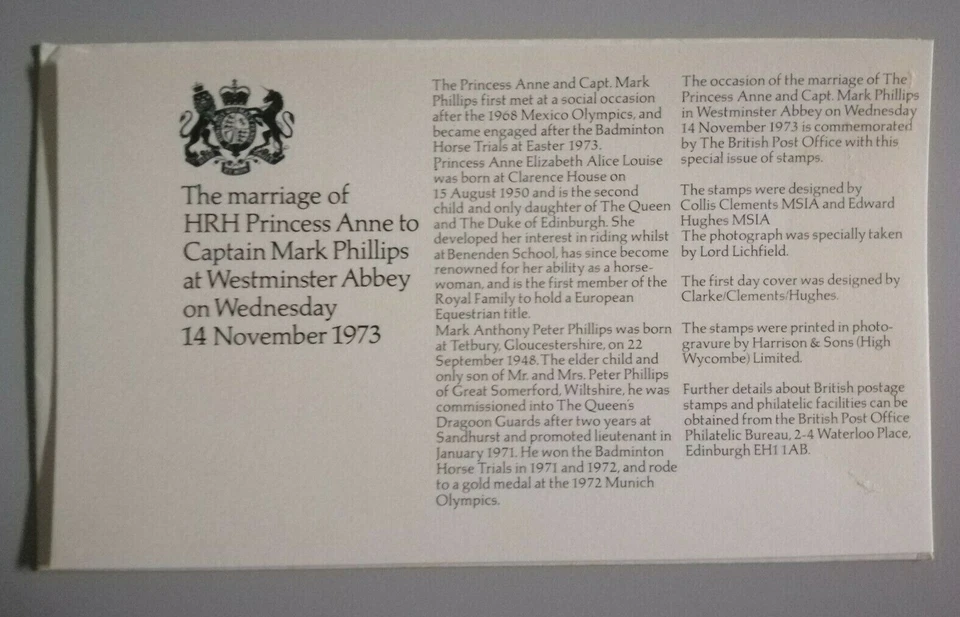 The marriage of
HRH Princess Anne to
Captain Mark Phillips
at Westminster Abbey
on Wednesday
14 November 1973
The Princess Anne and Capt. Mark
Phillips first met at a social occasion
after the 1968 Mexico Olympics, and
became engaged after the Badminton
Horse Trials at Easter 1973.
Princess Anne Elizabeth Alice Louise
was born at Clarence House on
15 August 1950 and is the second
child and only daughter of The Queen
and The Duke of Edinburgh. She
developed her interest in riding whilst
at Benenden School, has since become
renowned for her ability as a horse-
woman, and is the first member of the
Royal Family to hold a European
Equestrian title.
Mark Anthony Peter Phillips was born
at Tetbury, Gloucestershire, on 22
September 1948. The elder child and
only son of Mr. and Mrs. Peter Phillips
of Great Somerford, Wiltshire, he was
commissioned into The Queen's
Dragoon Guards after two years at
Sandhurst and promoted lieutenant in
January 1971. He won the Badminton
Horse Trials in 1971 and 1972, and rode
to a gold medal at the 1972 Munich
Olympics.
The occasion of the marriage of The
Princess Anne and Capt. Mark Phillips
in Westminster Abbey on Wednesday
14 November 1973 is commemorated
by The British Post Office with this
special issue of stamps.
The stamps were designed by
Collis Clements MSIA and Edward
Hughes MSIA
The photograph was specially taken
by Lord Lichfield.
The first day cover was designed by
Clarke/Clements/Hughes.
The stamps were printed in photo-
gravure by Harrison & Sons (High
Wycombe) Limited.
Further details about British postage
stamps and philatelic facilities can be
obtained from the British Post Office
Philatelic Bureau, 2-4 Waterloo Place,
Edinburgh EH1 1AB.